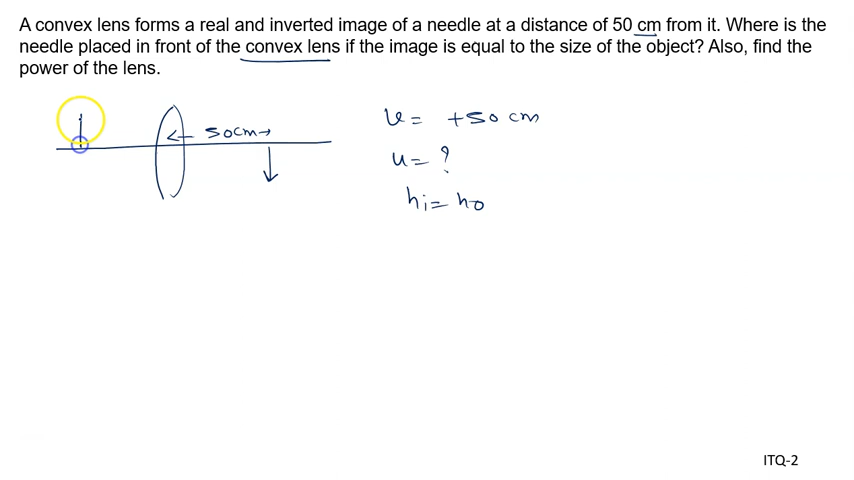 A convex lens forms a real and inverted image of a needle at a distance of 50 cm from it. Where is the
needle placed in front of the convex lens if the image is equal to the size of the object? Also, find the
power of the lens.
50cm
v = +50 cm
u = ?
hi = ho
ITQ-2